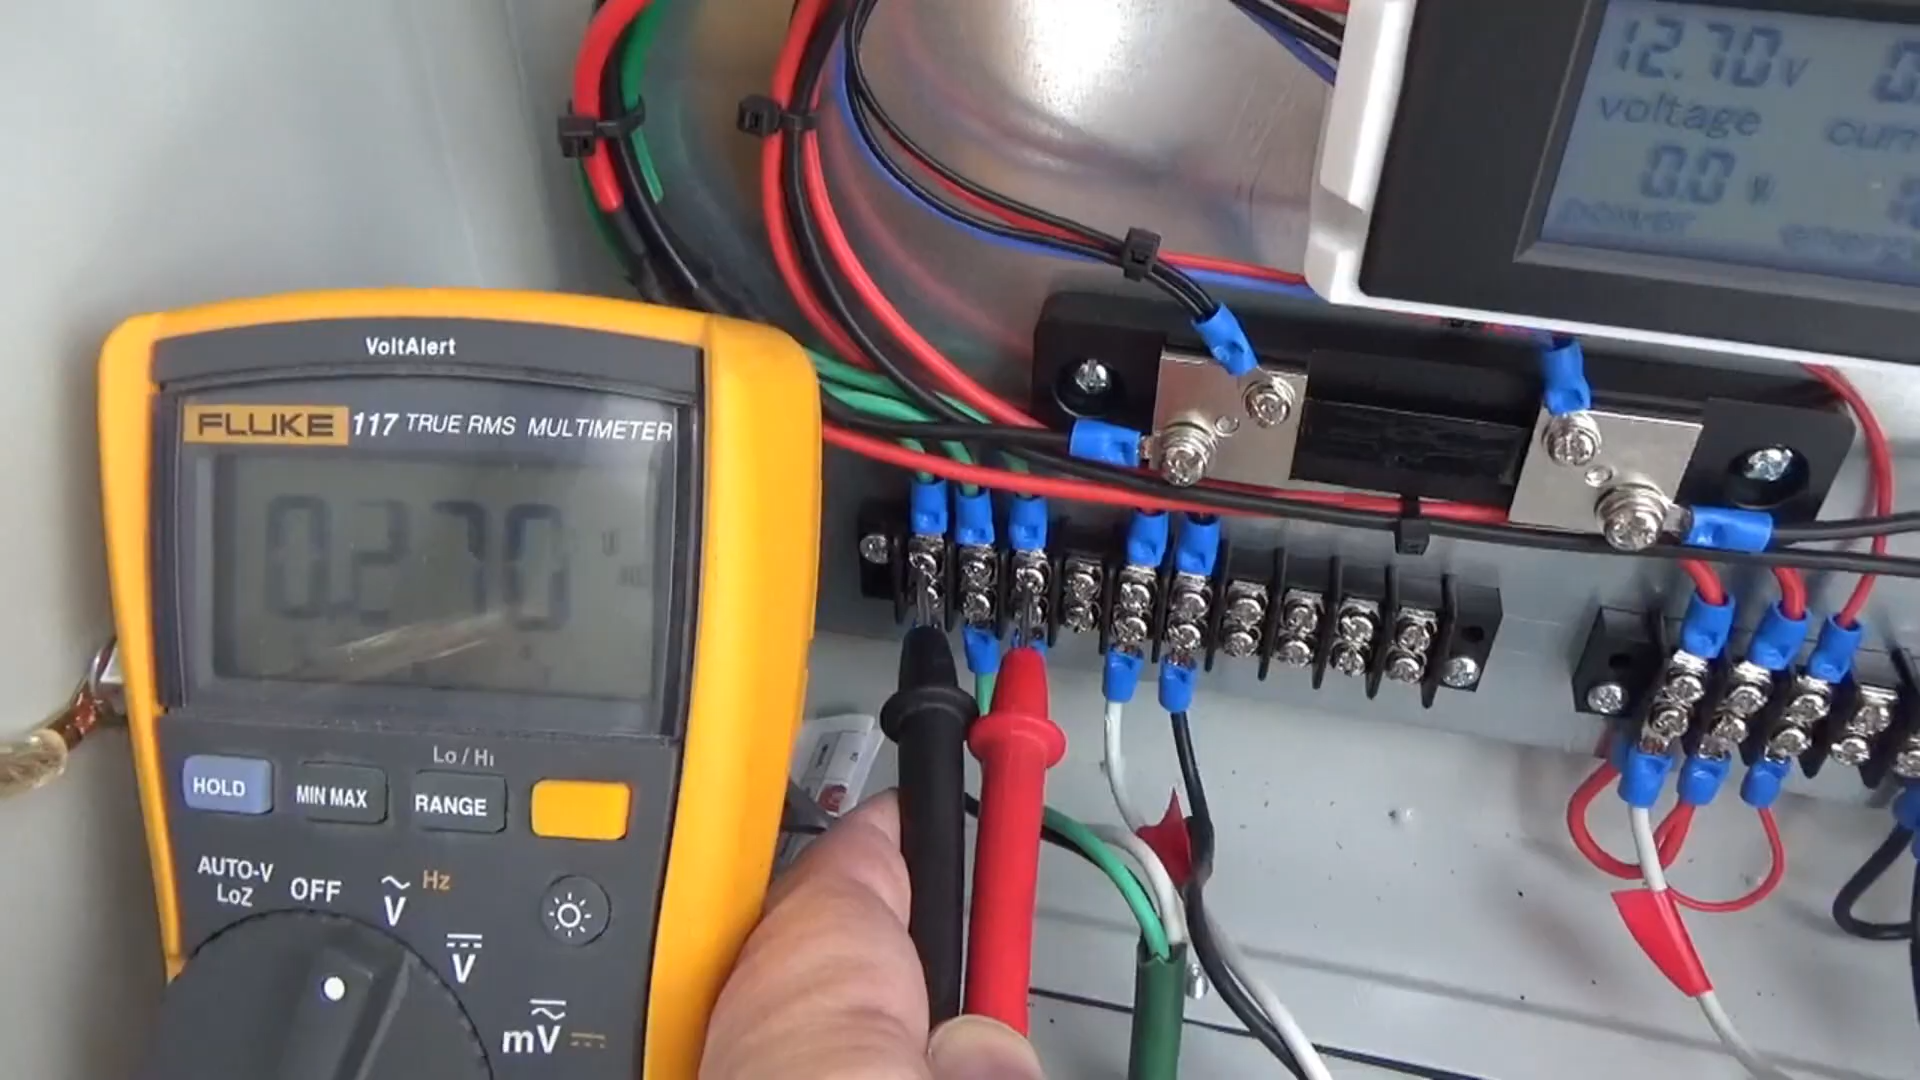 12.70 V
voltage
0.0 W
power
VoltAlert
FLUKE 117 TRUE RMS MULTIMETER
0.270 V
Lo / Hi
HOLD MIN MAX RANGE
AUTO-V
LoZ
OFF
V Hz
V
mV